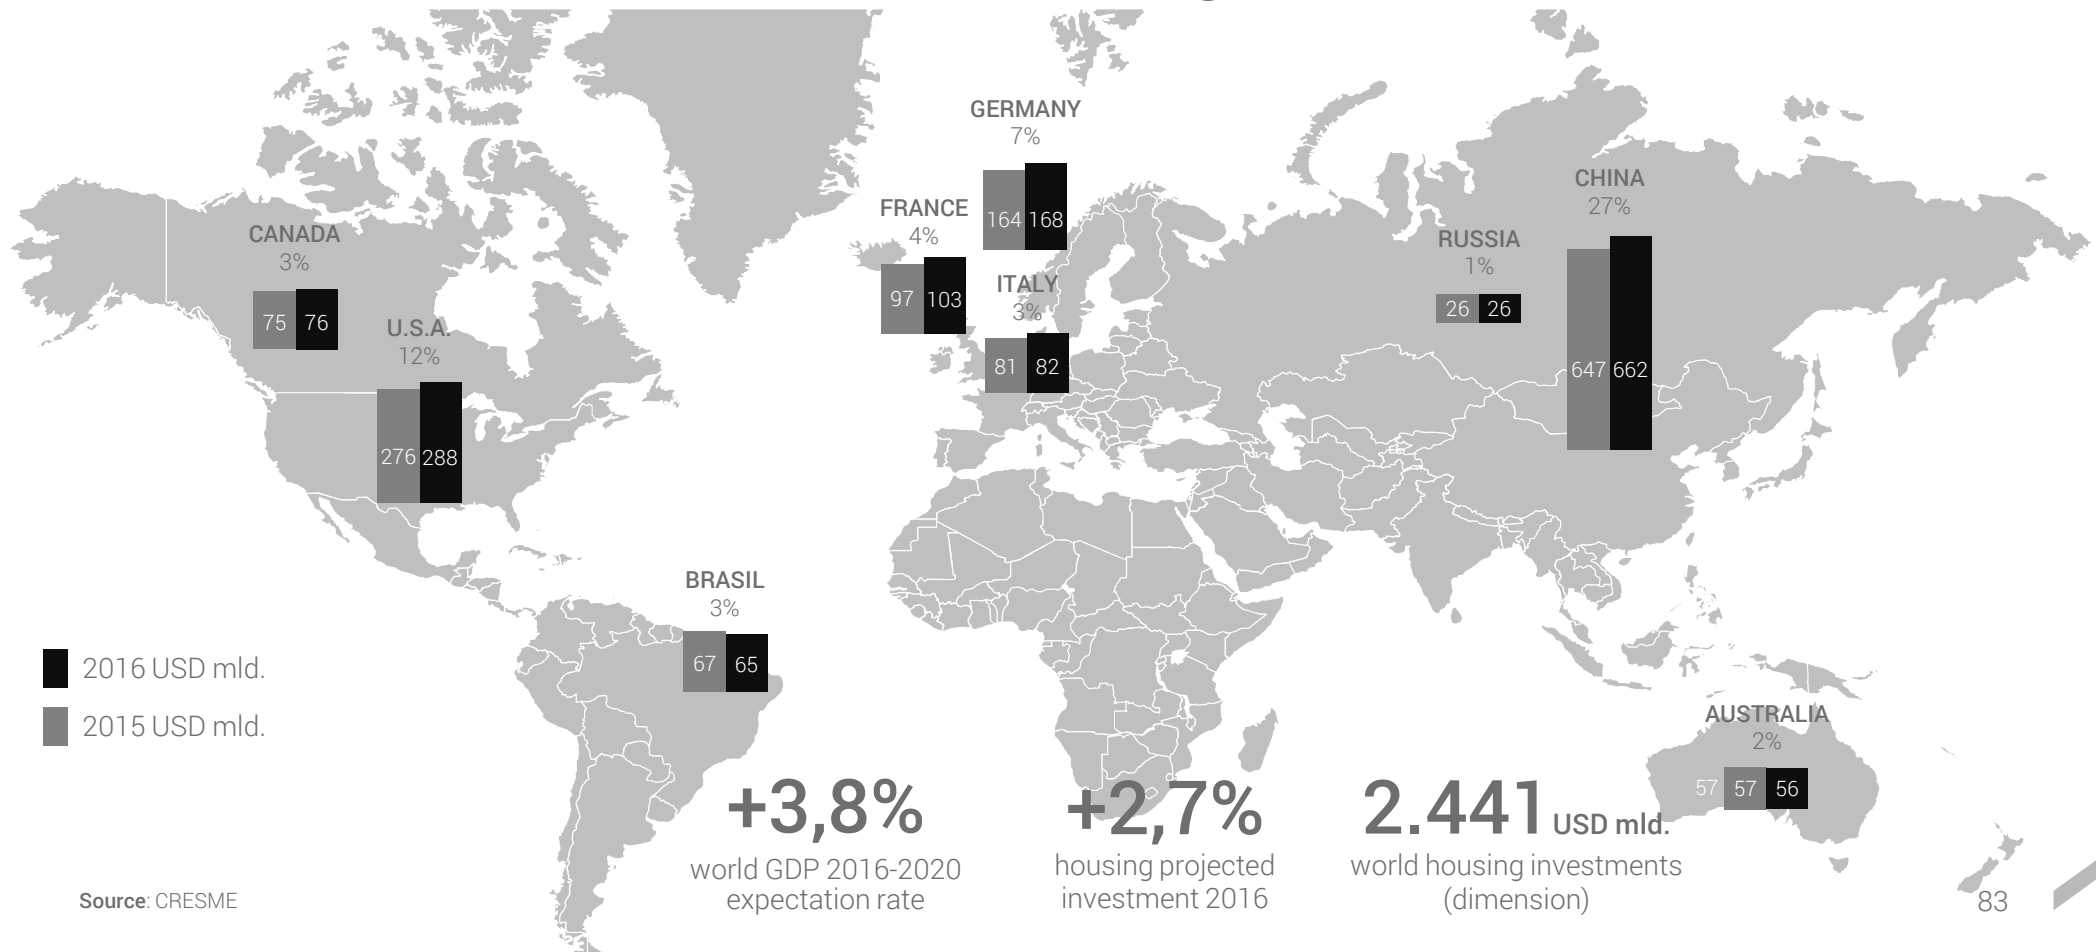 GERMANY
7%
164 168
FRANCE
4%
97 103
ITALY
3%
81 82
CANADA
3%
75 76
U.S.A.
12%
276 288
RUSSIA
1%
26 26
CHINA
27%
647 662
BRASIL
3%
67 65
AUSTRALIA
2%
57 57 56
2016 USD mld.
2015 USD mld.
+3,8%
world GDP 2016-2020
expectation rate
+2,7%
housing projected
investment 2016
2.441 USD mld.
world housing investments
(dimension)
Source: CRESME
83